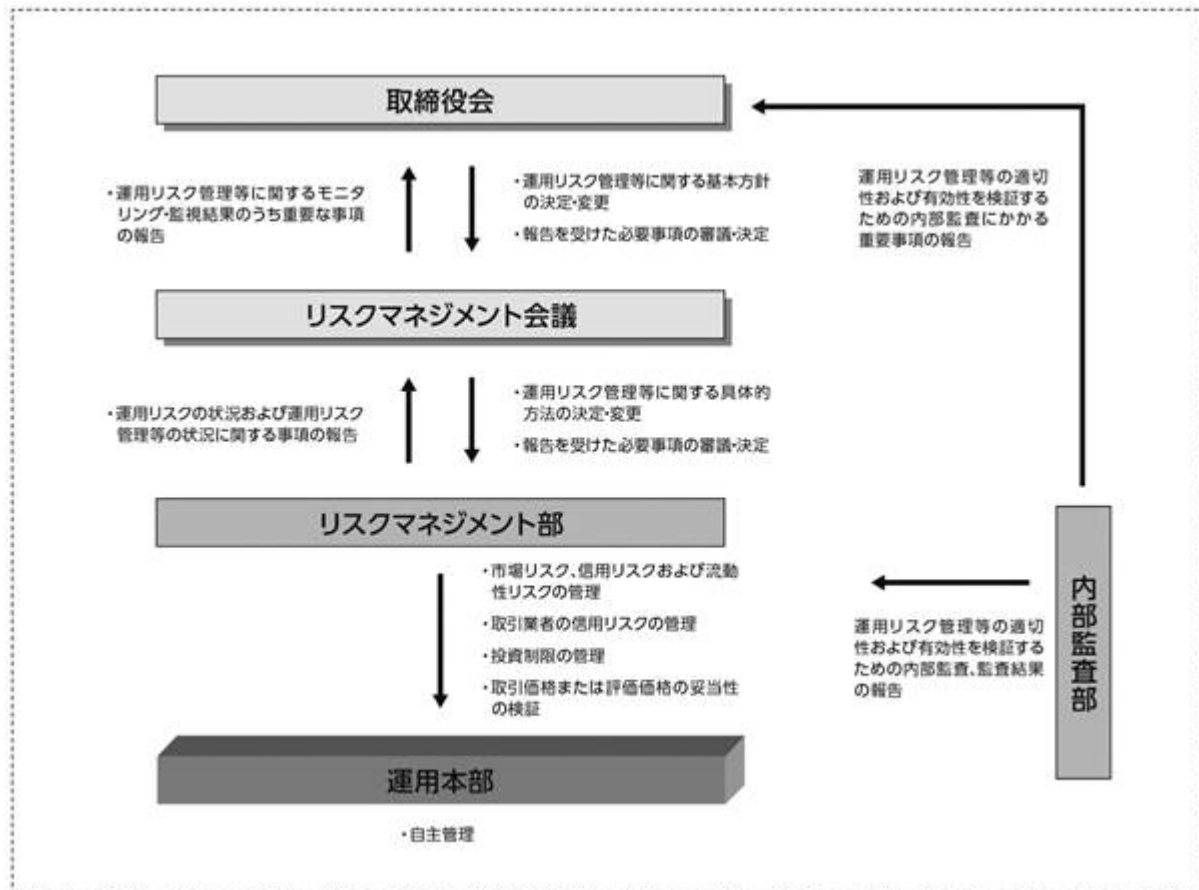 取締役会
・運用リスク管理等に関するモニタ
リング・監視結果のうち重要な事項
の報告
・運用リスク管理等に関する基本方針
の決定・変更
・報告を受けた必要事項の審議・決定
運用リスク管理等の適切
性および有効性を検証す
るための内部監査にかかる
重要事項の報告
リスクマネジメント会議
・運用リスクの状況および運用リスク
管理等の状況に関する事項の報告
・運用リスク管理等に関する具体的
方法の決定・変更
・報告を受けた必要事項の審議・決定
リスクマネジメント部
・市場リスク、信用リスクおよび流動
性リスクの管理
・取引業者の信用リスクの管理
・投資制限の管理
・取引価格または評価価格の妥当性
の検証
運用リスク管理等の適切
性および有効性を検証する
ための内部監査、監査結果
の報告
内部監査部
運用本部
・自主管理